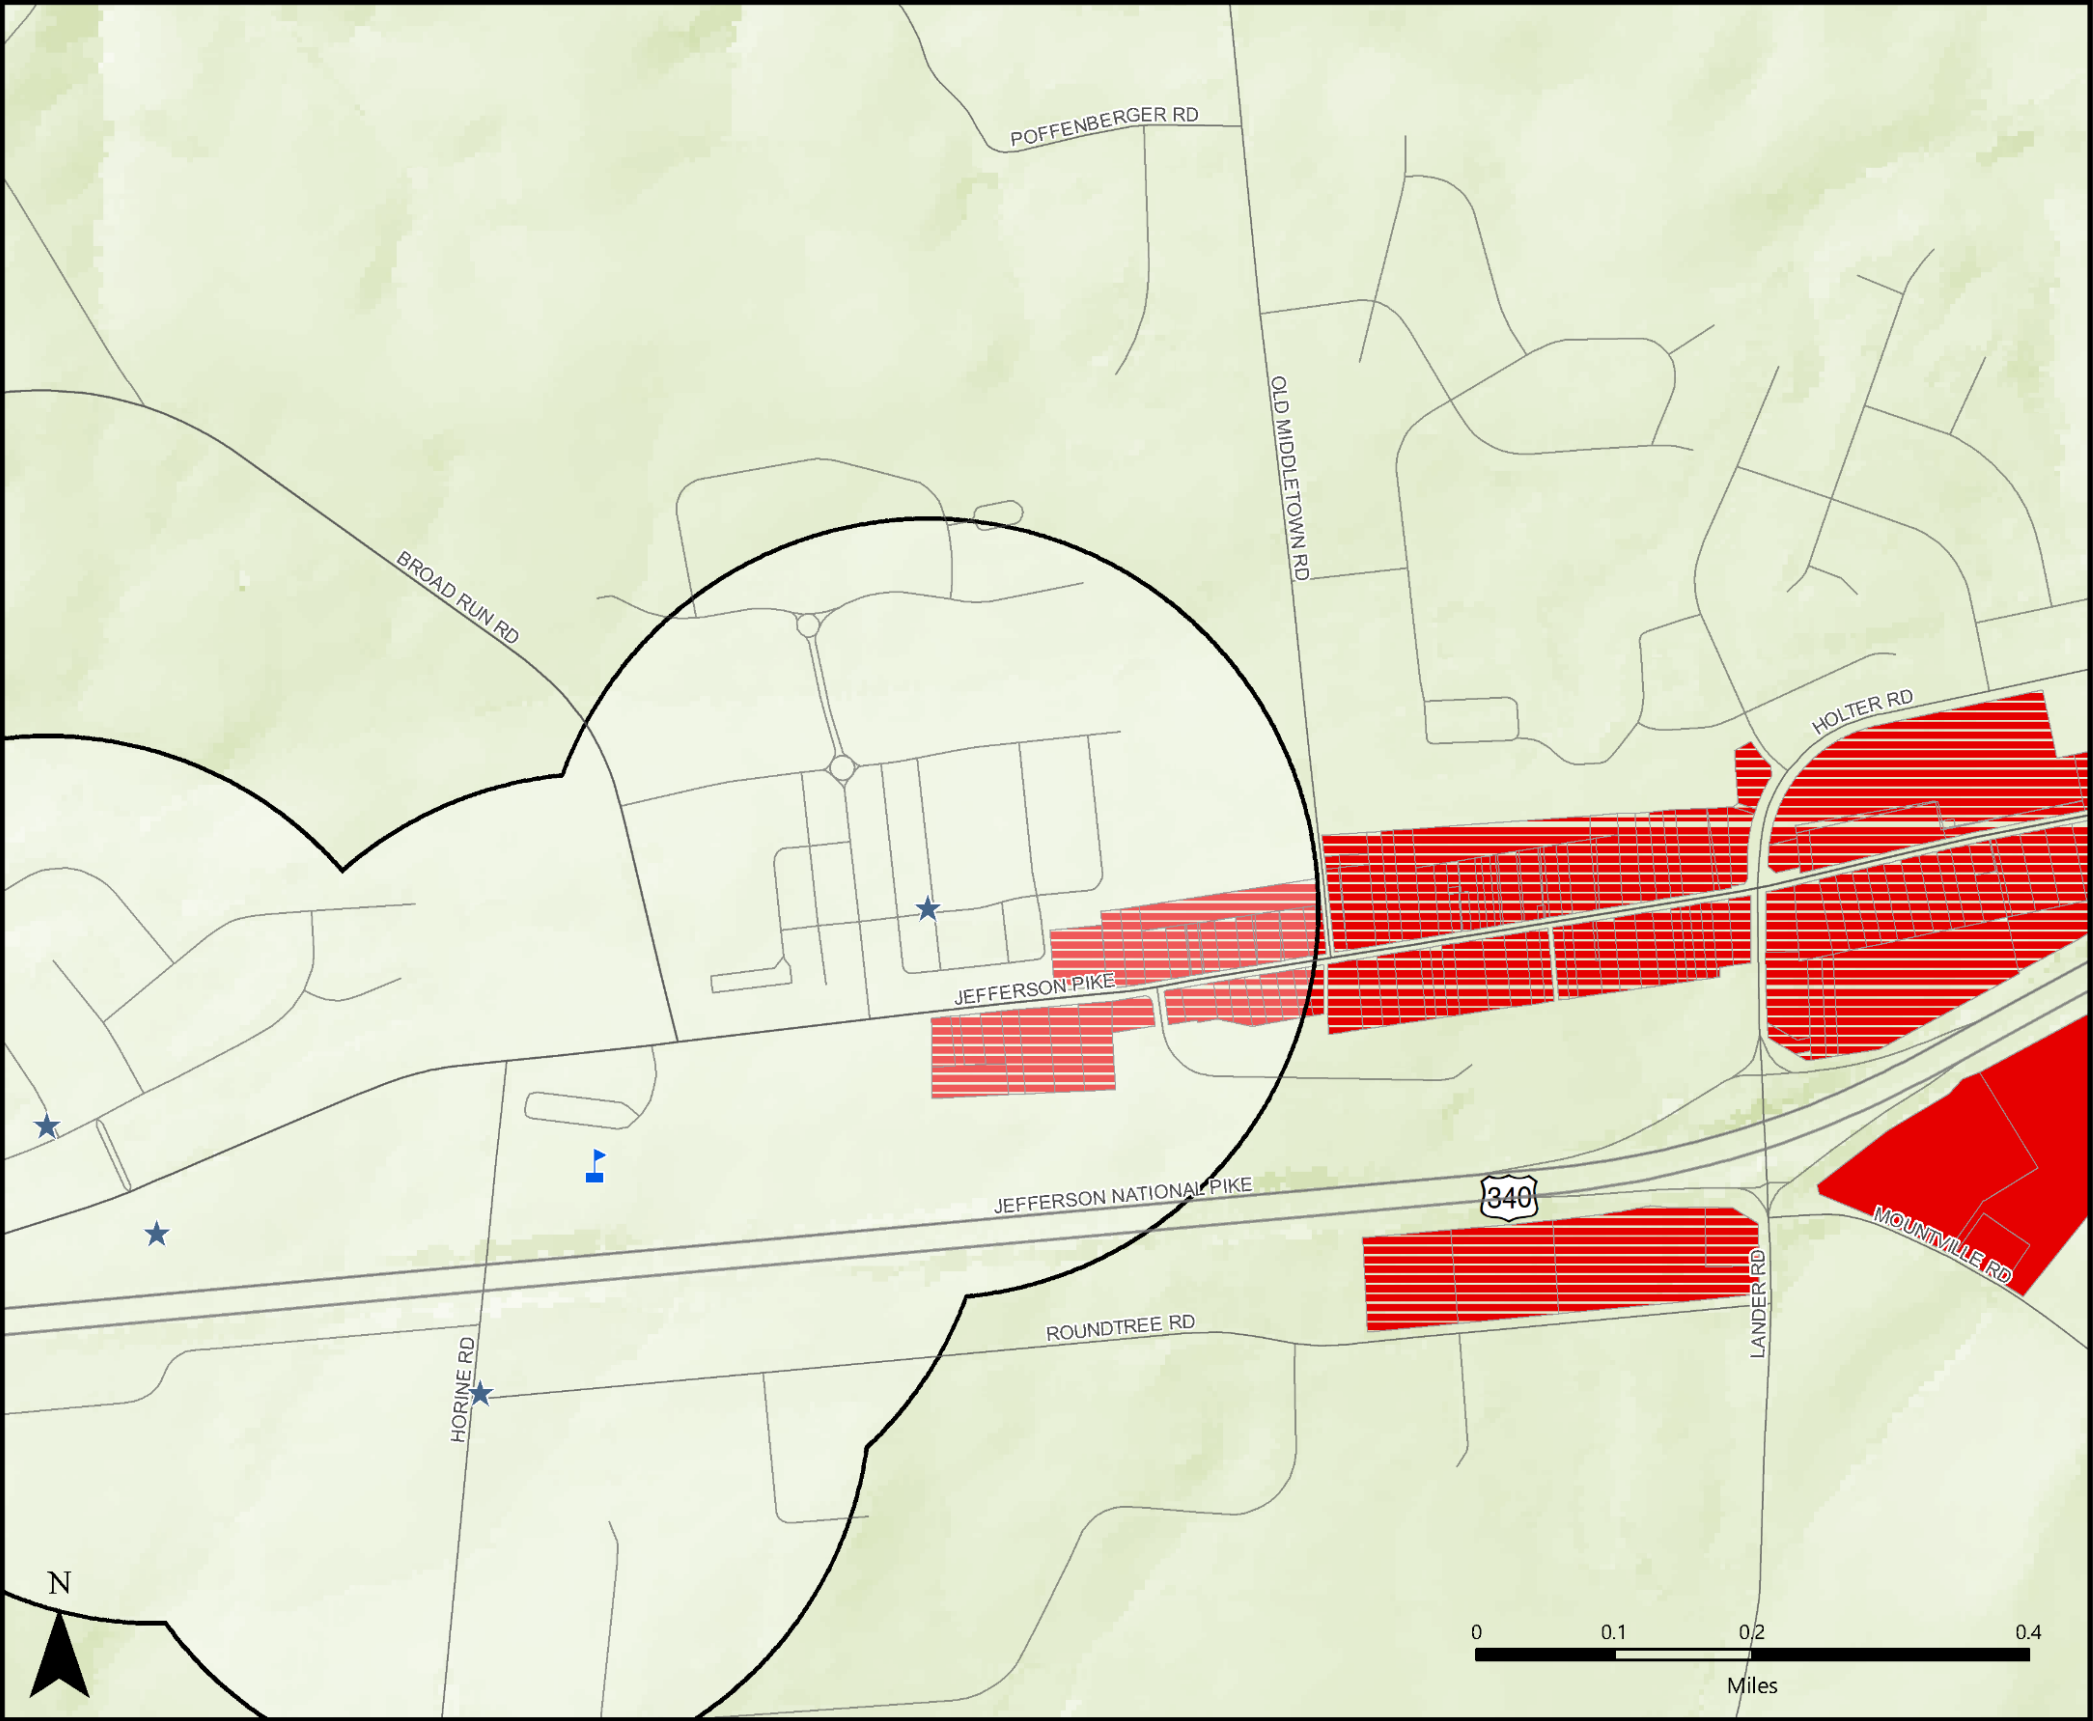 POFFENBERGER RD
OLD MIDDLETOWN RD
BROAD RUN RD
HOLTER RD
JEFFERSON PIKE
JEFFERSON NATIONAL PIKE
340
MOUNTVILLE RD
LANDER RD
ROUNDTREE RD
HORINE RD
N
0 0.1 0.2 0.4
Miles